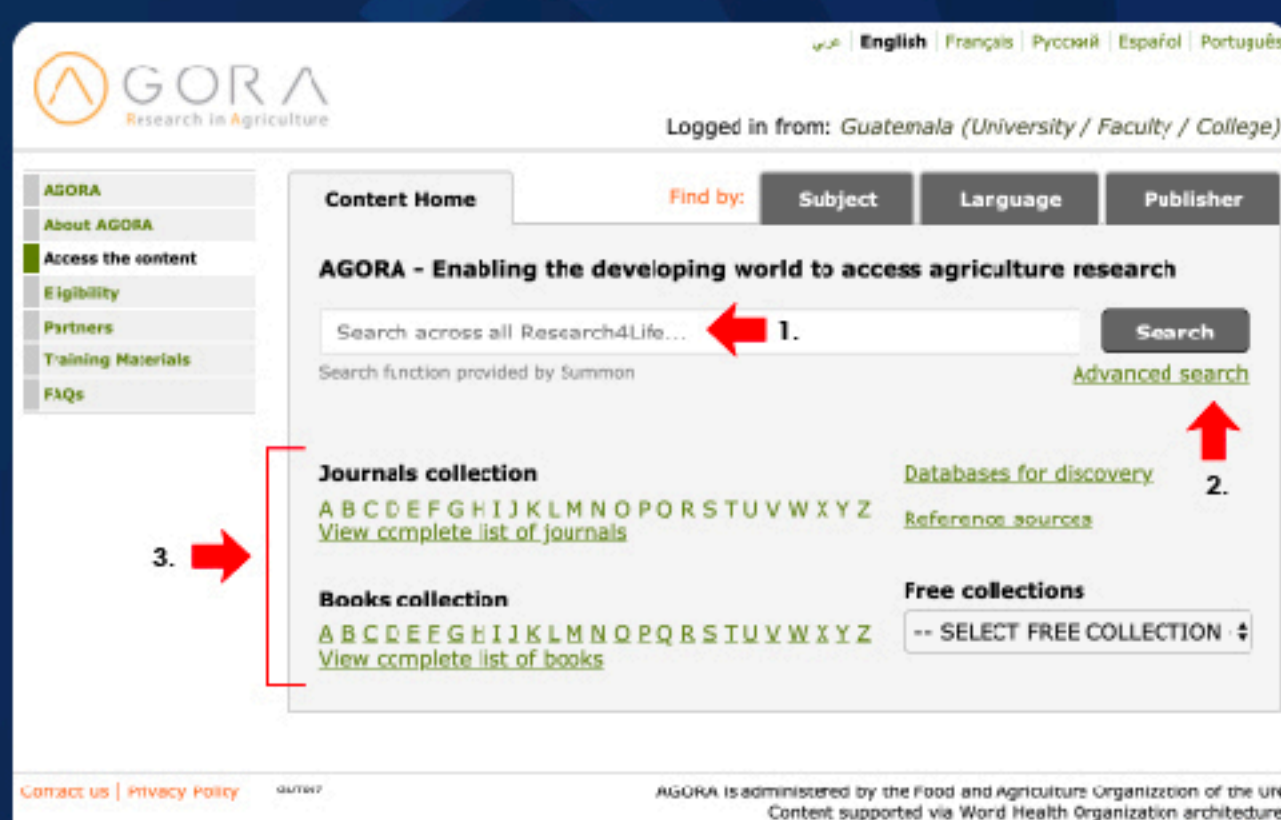 عربي | English | Français | Русский | Español | Português
AGORA
Research in Agriculture
Logged in from: Guatemala (University / Faculty / College)
AGORA
About AGORA
Access the content
Eligibility
Partners
Training Materials
FAQs
Content Home
Find by:
Subject
Language
Publisher
AGORA - Enabling the developing world to access agriculture research
Search across all Research4Life...
1.
Search
Search function provided by Summon
Advanced search
2.
Journals collection
A B C D E F G H I J K L M N O P Q R S T U V W X Y Z
View complete list of journals
Databases for discovery
Reference sources
3.
Books collection
A B C D E F G H I J K L M N O P Q R S T U V W X Y Z
View complete list of books
Free collections
-- SELECT FREE COLLECTION
Contact us | Privacy Policy
AGORA is administered by the Food and Agriculture Organization of the UN
Content supported via World Health Organization architecture